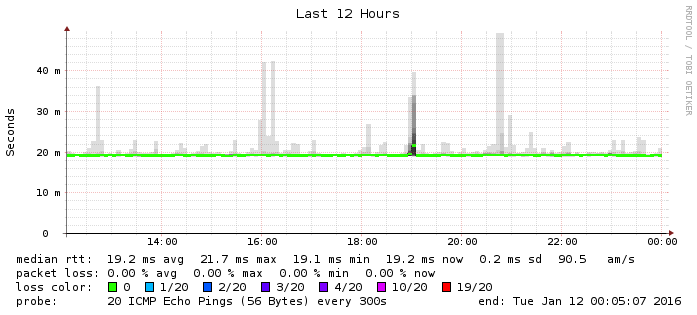 Last 12 Hours
RRDTOOL / TOBI OETIKER
Seconds
40 m
30 m
20 m
10 m
0
14:00 16:00 18:00 20:00 22:00 00:00
median rtt: 19.2 ms avg 21.7 ms max 19.1 ms min 19.2 ms now 0.2 ms sd 90.5 am/s
packet loss: 0.00 % avg 0.00 % max 0.00 % min 0.00 % now
loss color: 0 1/20 2/20 3/20 4/20 10/20 19/20
probe: 20 ICMP Echo Pings (56 Bytes) every 300s end: Tue Jan 12 00:05:07 2016